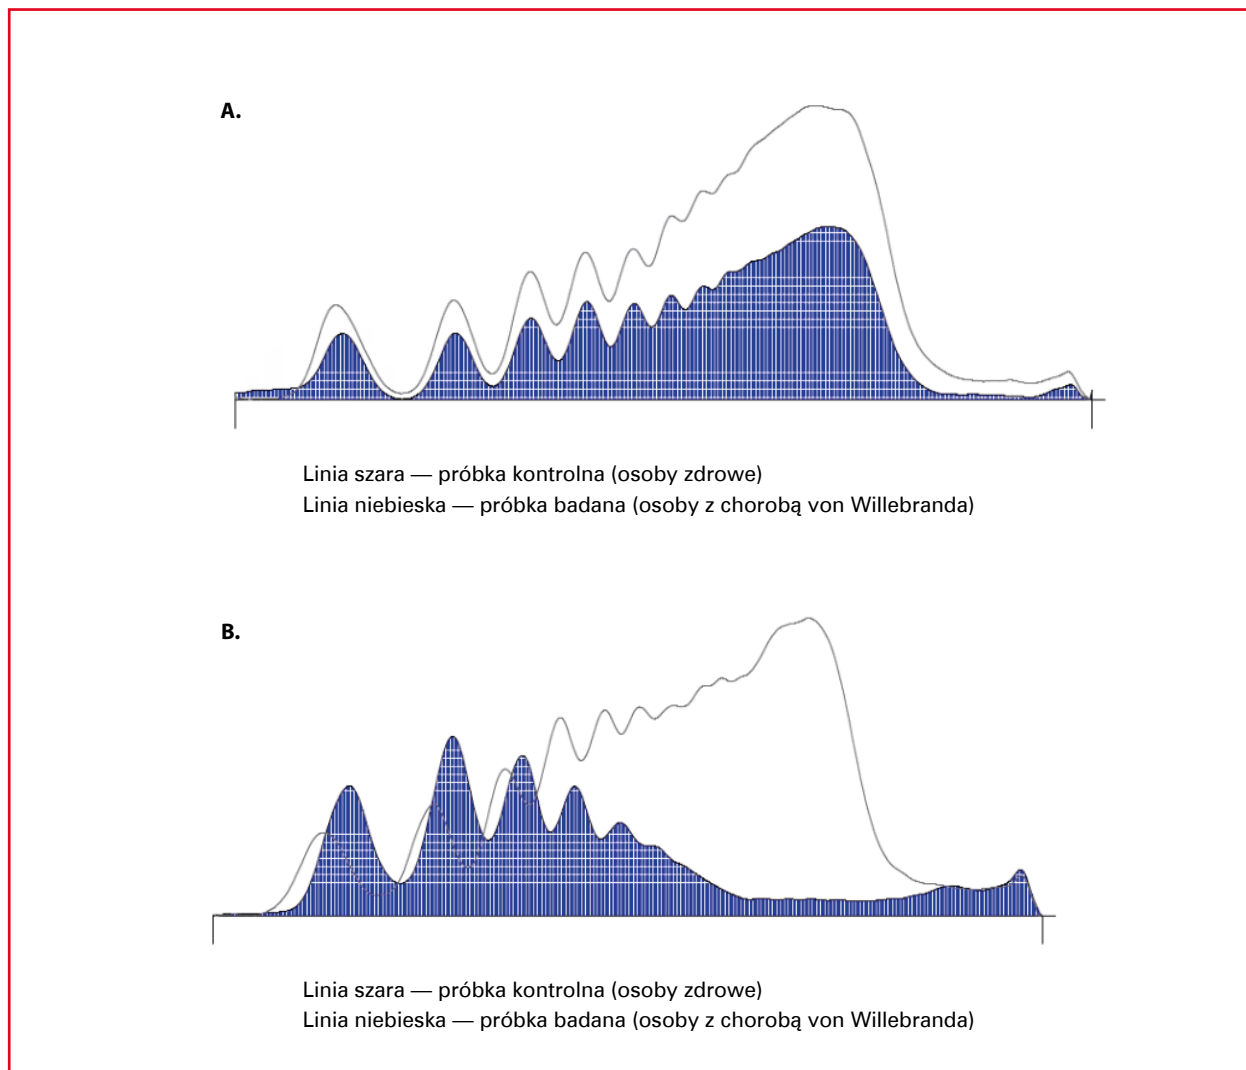 A.
Linia szara — próbka kontrolna (osoby zdrowe)
Linia niebieska — próbka badana (osoby z chorobą von Willebranda)
B.
Linia szara — próbka kontrolna (osoby zdrowe)
Linia niebieska — próbka badana (osoby z chorobą von Willebranda)